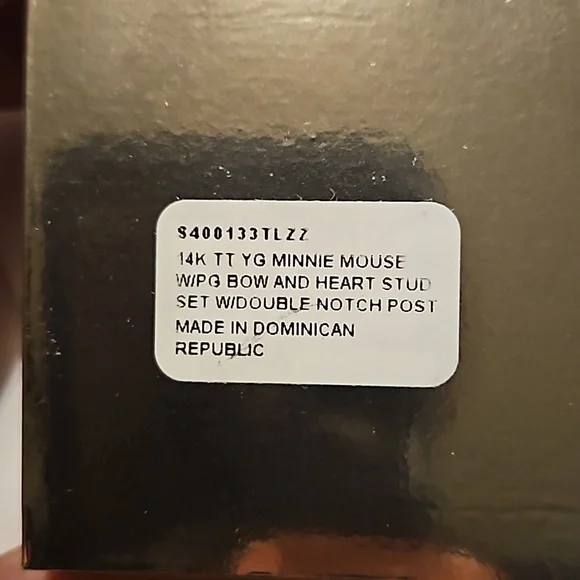 S400133TLZZ
14K TT YG MINNIE MOUSE
W/PG BOW AND HEART STUD
SET W/DOUBLE NOTCH POST
MADE IN DOMINICAN
REPUBLIC